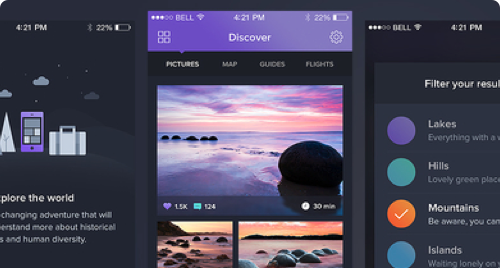 4:21 PM
22%
xplore the world
-changing adventure that will
erstand more about historical
s and human diversity.
BELL
4:21 PM
22%
Discover
PICTURES
MAP
GUIDES
FLIGHTS
1.5K
124
30 min
BELL
4:21 PM
Filter your resul
Lakes
Everything with a w
Hills
Lovely green place
Mountains
Be aware, you can
Islands
Waiting lonely on